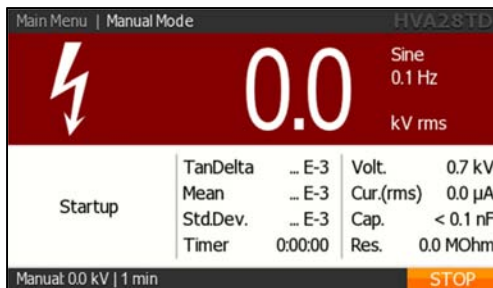 Main Menu | Manual Mode HVA28TD
Sine
0.1 Hz
0.0
kV rms
Startup
TanDelta ... E-3
Mean ... E-3
Std.Dev. ... E-3
Timer 0:00:00
Volt. 0.7 kV
Cur.(rms) 0.0 µA
Cap. < 0.1 nF
Res. 0.0 MOhm
Manual: 0.0 kV | 1 min STOP